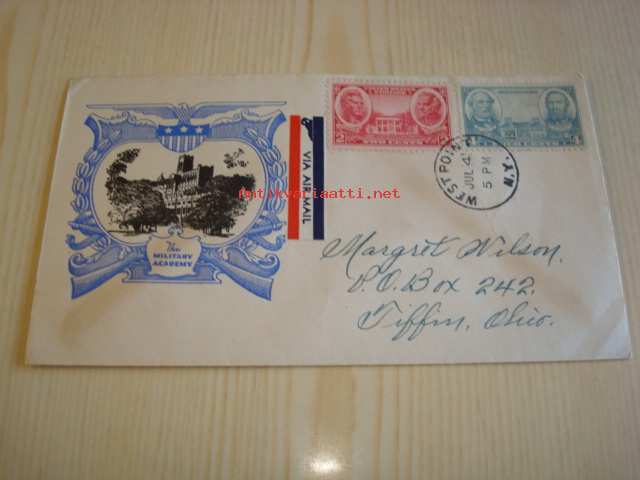 VIA AIR MAIL
WEST POINT
N.Y.
JUL 4
5 PM
The
MILITARY
ACADEMY
Margret Wilson.
P.O. Box 242.
Tiffin, Ohio.
antikvariaatti.net